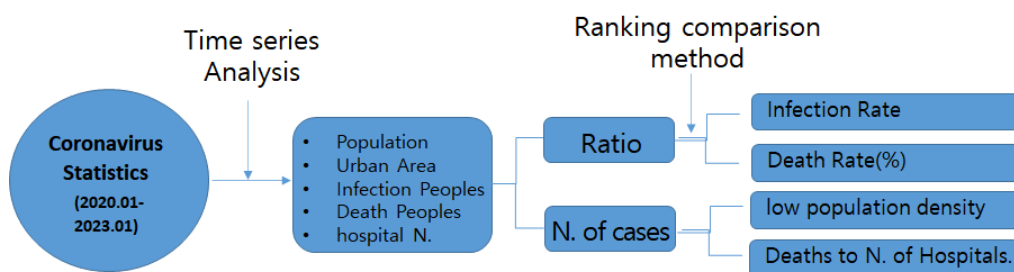 Time series
Analysis
Ranking comparison
method
Coronavirus
Statistics
(2020.01-
2023.01)
• Population
• Urban Area
• Infection Peoples
• Death Peoples
• hospital N.
Ratio
N. of cases
Infection Rate
Death Rate(%)
low population density
Deaths to N. of Hospitals.